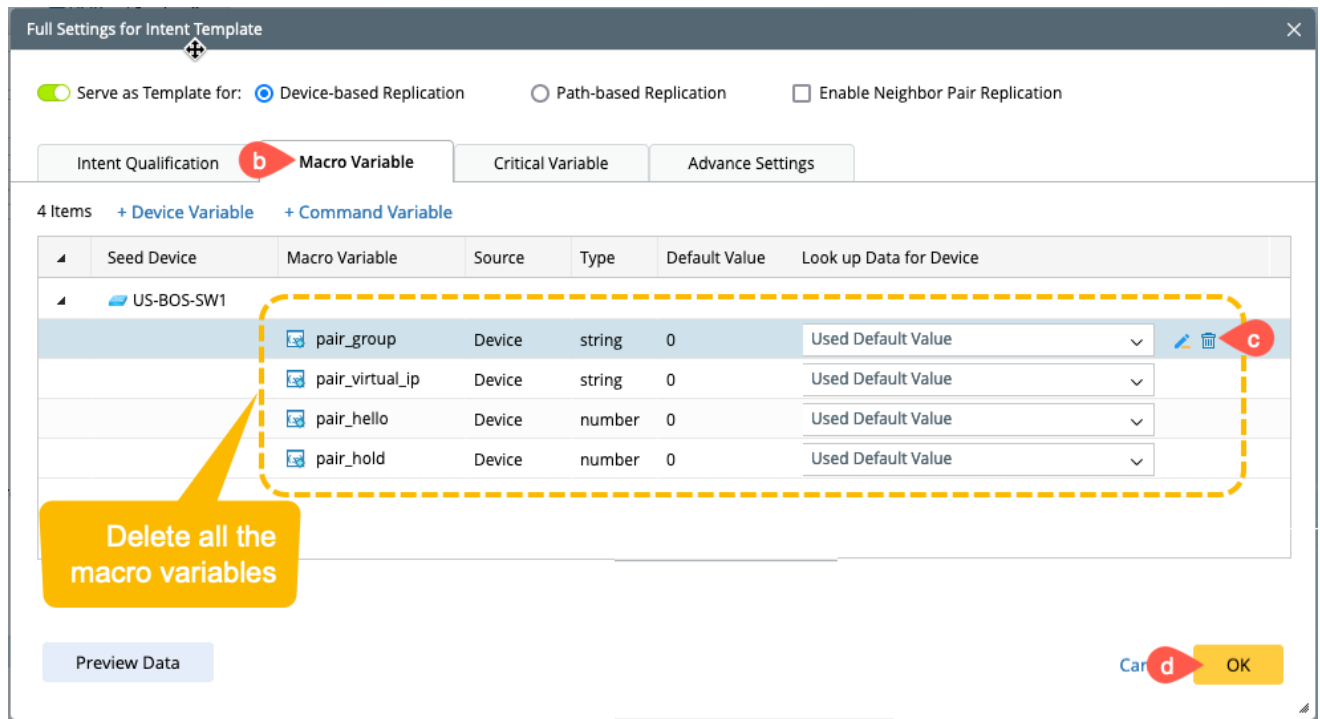 Full Settings for Intent Template
Serve as Template for: Device-based Replication Path-based Replication Enable Neighbor Pair Replication
Intent Qualification b Macro Variable Critical Variable Advance Settings
4 Items + Device Variable + Command Variable
Seed Device Macro Variable Source Type Default Value Look up Data for Device
US-BOS-SW1
pair_group Device string 0 Used Default Value c
pair_virtual_ip Device string 0 Used Default Value
pair_hello Device number 0 Used Default Value
pair_hold Device number 0 Used Default Value
Delete all the
macro variables
Preview Data d OK